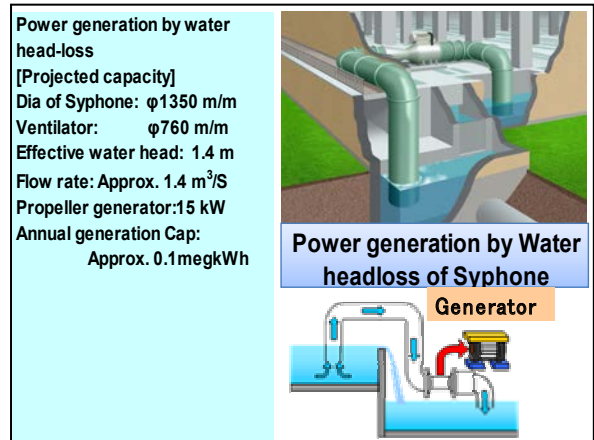 Power generation by water
head-loss
[Projected capacity]
Dia of Syphone: φ1350 m/m
Ventilator: φ760 m/m
Effective water head: 1.4 m
Flow rate: Approx. 1.4 m³/S
Propeller generator:15 kW
Annual generation Cap:
Approx. 0.1megkWh
Power generation by Water
headloss of Syphone
Generator